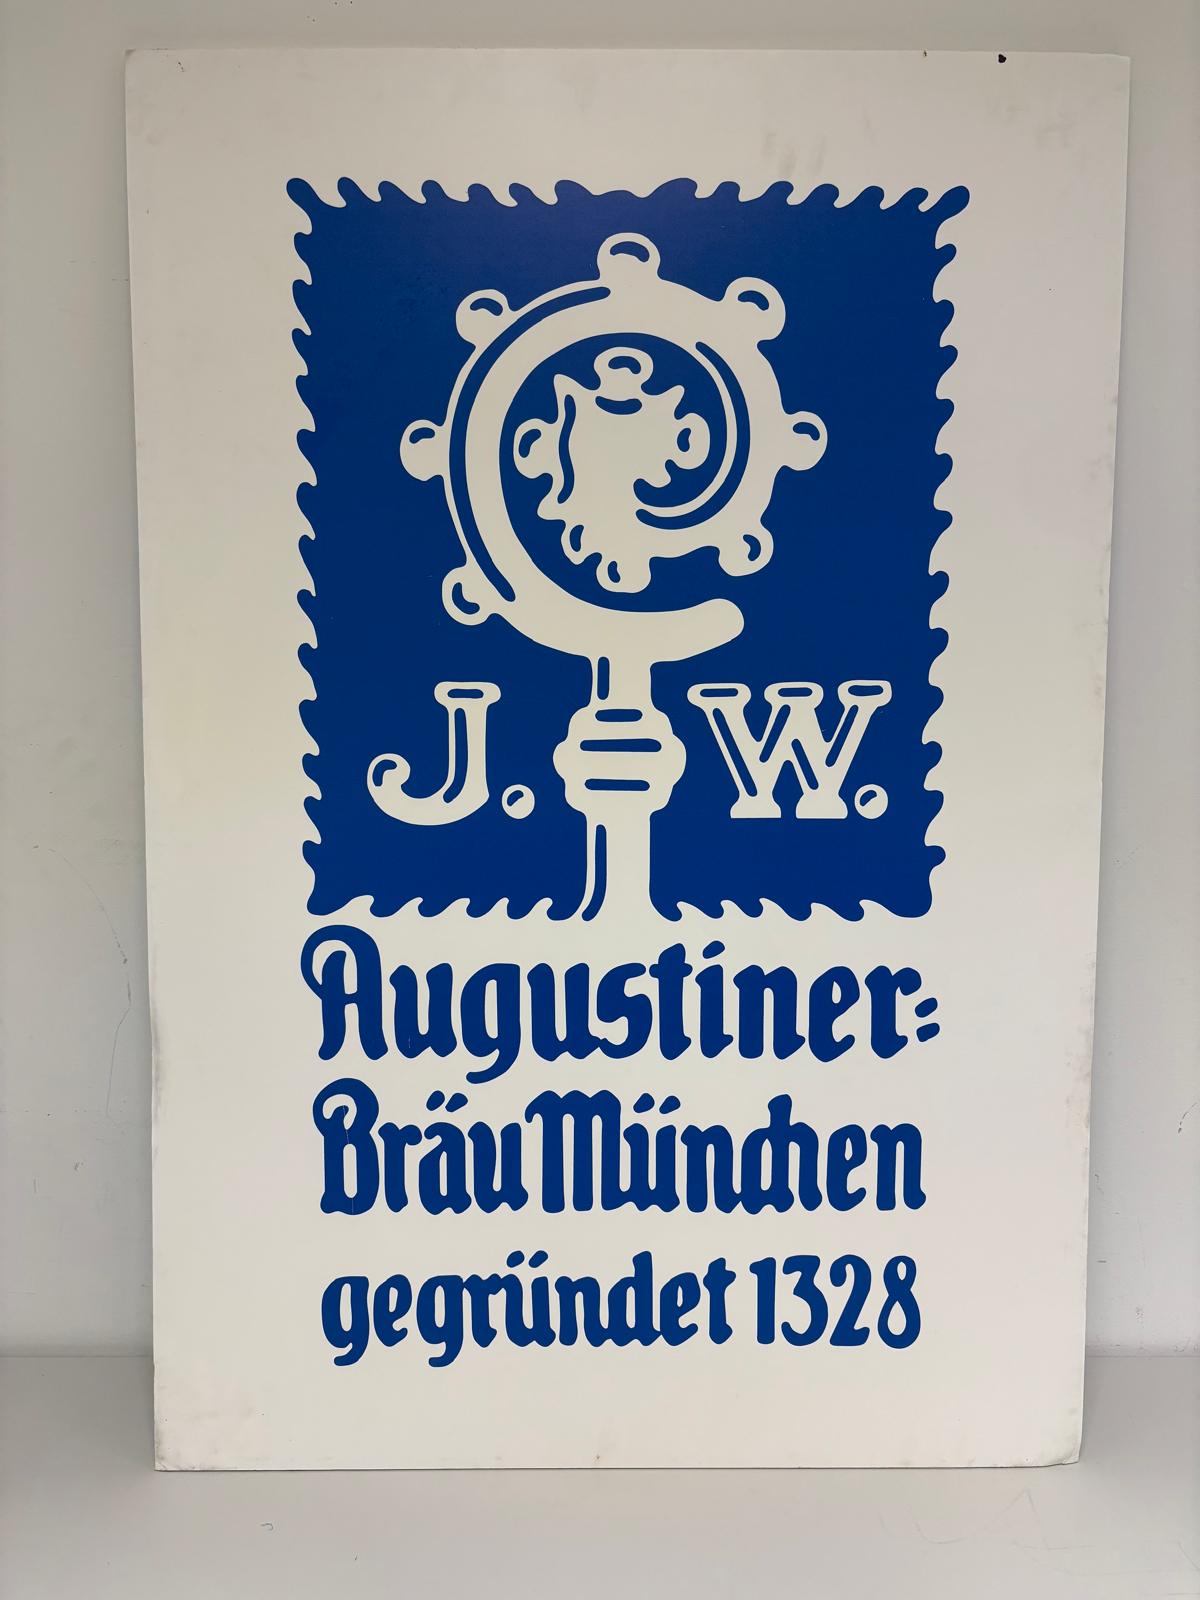 J. W.
Augustiner=
Bräu München
gegründet 1328